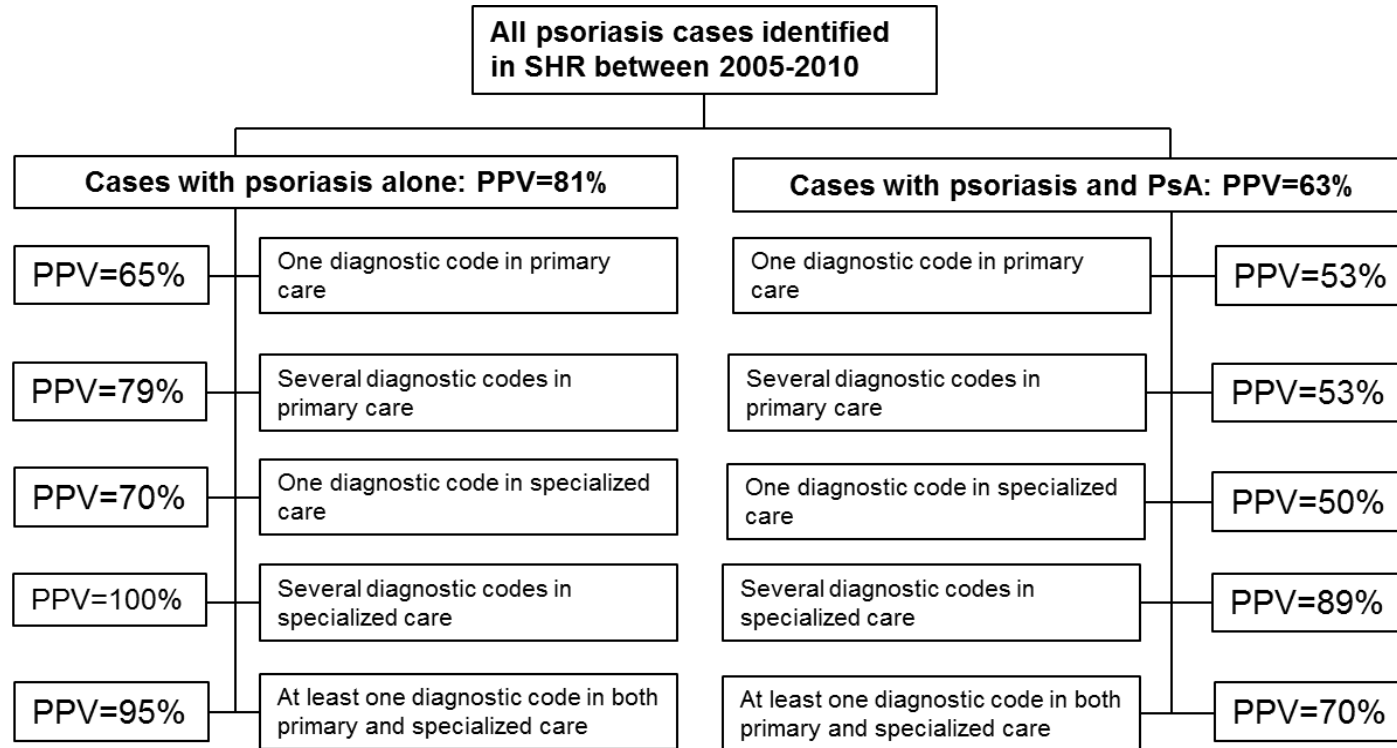 All psoriasis cases identified
in SHR between 2005-2010
Cases with psoriasis alone: PPV=81%
Cases with psoriasis and PsA: PPV=63%
PPV=65%
One diagnostic code in primary
care
One diagnostic code in primary
care
PPV=53%
PPV=79%
Several diagnostic codes in
primary care
Several diagnostic codes in
primary care
PPV=53%
PPV=70%
One diagnostic code in specialized
care
One diagnostic code in specialized
care
PPV=50%
PPV=100%
Several diagnostic codes in
specialized care
Several diagnostic codes in
specialized care
PPV=89%
PPV=95%
At least one diagnostic code in both
primary and specialized care
At least one diagnostic code in both
primary and specialized care
PPV=70%